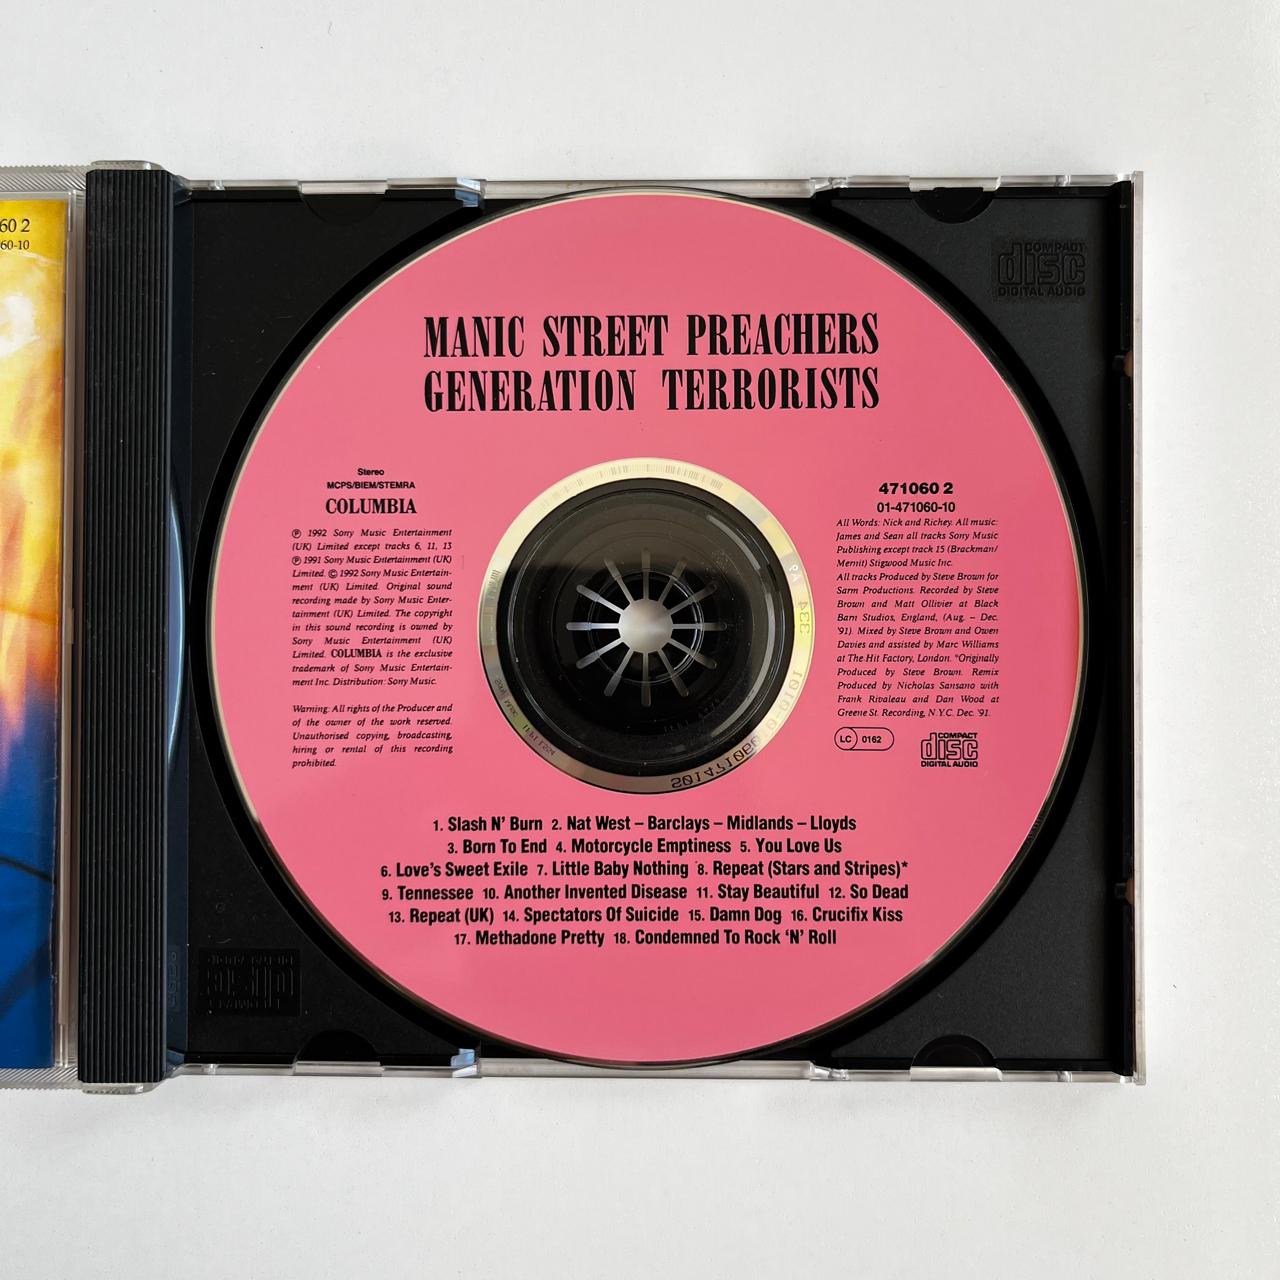 60 2
60-10
COMPACT
disc
DIGITAL AUDIO
MANIC STREET PREACHERS
GENERATION TERRORISTS
Stereo
MCPS/BIEM/STEMRA
COLUMBIA
℗ 1992 Sony Music Entertainment
(UK) Limited except tracks 6, 11, 13
℗ 1991 Sony Music Entertainment (UK)
Limited. © 1992 Sony Music Entertain-
ment (UK) Limited. Original sound
recording made by Sony Music Enter-
tainment (UK) Limited. The copyright
in this sound recording is owned by
Sony Music Entertainment (UK)
Limited. COLUMBIA is the exclusive
trademark of Sony Music Entertain-
ment Inc. Distribution: Sony Music.
Warning: All rights of the Producer and
of the owner of the work reserved.
Unauthorised copying, broadcasting,
hiring or rental of this recording
prohibited.
471060 2
01-471060-10
All Words: Nick and Richey. All music:
James and Sean all tracks Sony Music
Publishing except track 15 (Brackman/
Mernit) Stigwood Music Inc.
All tracks Produced by Steve Brown for
Sarm Productions. Recorded by Steve
Brown and Matt Ollivier at Black
Barn Studios, England, (Aug. – Dec.
'91). Mixed by Steve Brown and Owen
Davies and assisted by Marc Williams
at The Hit Factory, London. *Originally
Produced by Steve Brown. Remix
Produced by Nicholas Sansano with
Frank Rivaleau and Dan Wood at
Greene St. Recording, N.Y.C. Dec. '91.
LC 0162
COMPACT
disc
DIGITAL AUDIO
S01471060010-0101
1. Slash N' Burn 2. Nat West – Barclays – Midlands – Lloyds
3. Born To End 4. Motorcycle Emptiness 5. You Love Us
6. Love's Sweet Exile 7. Little Baby Nothing 8. Repeat (Stars and Stripes)*
9. Tennessee 10. Another Invented Disease 11. Stay Beautiful 12. So Dead
13. Repeat (UK) 14. Spectators Of Suicide 15. Damn Dog 16. Crucifix Kiss
17. Methadone Pretty 18. Condemned To Rock 'N' Roll